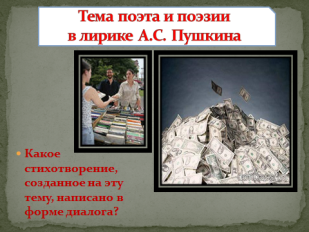 Тема поэта и поэзии
в лирике А.С. Пушкина
Какое
стихотворение,
созданное на эту
тему, написано в
форме диалога?